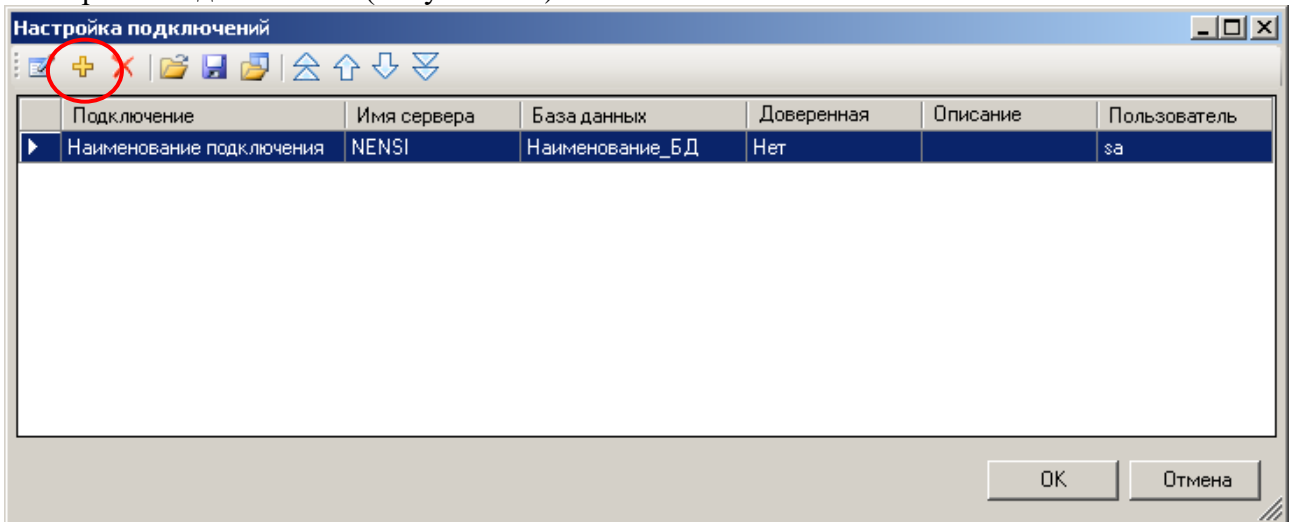 Настройка подключений
Подключение Имя сервера База данных Доверенная Описание Пользователь
Наименование подключения NENSI Наименование_БД Нет sa
OK Отмена